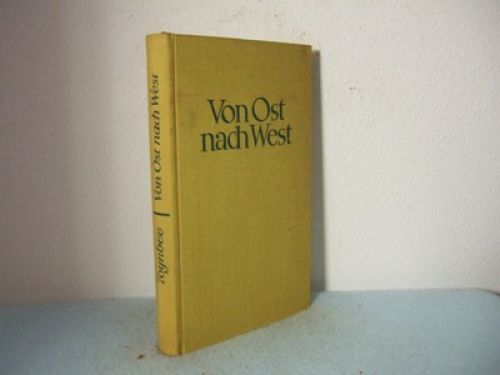 Von Ost
nach West
Toynbee | Von Ost nach West